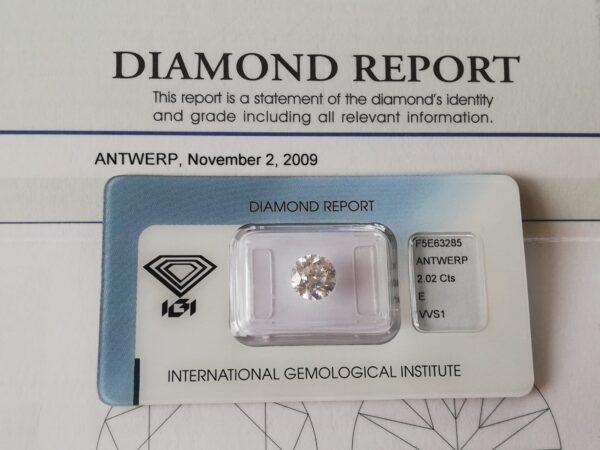 DIAMOND REPORT
This report is a statement of the diamond's identity
and grade including all relevant information.
ANTWERP, November 2, 2009
DIAMOND REPORT
IGI
F5E63285
ANTWERP
2.02 Cts
E
VVS1
INTERNATIONAL GEMOLOGICAL INSTITUTE